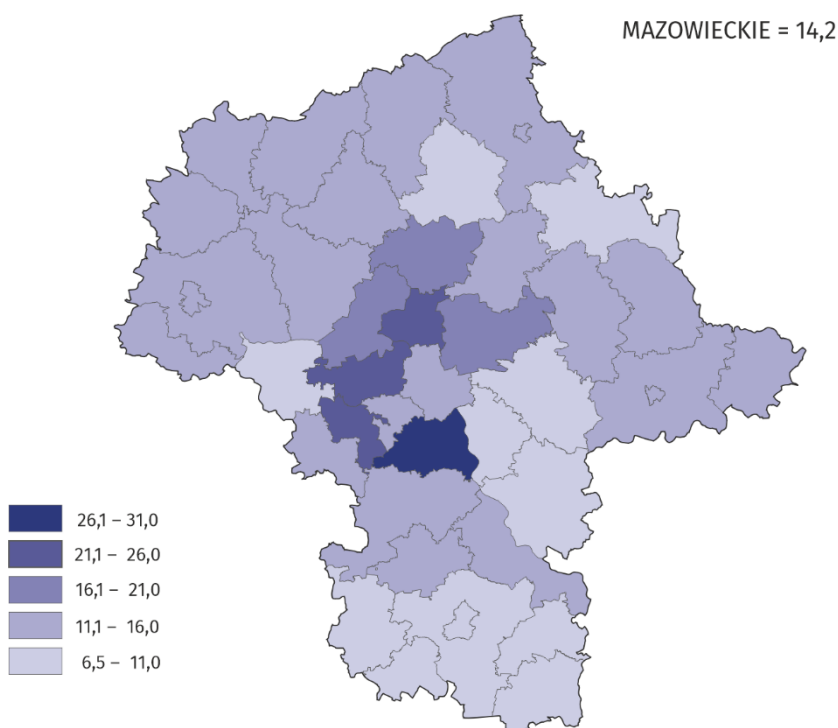 MAZOWIECKIE = 14,2
26,1 – 31,0
21,1 – 26,0
16,1 – 21,0
11,1 – 16,0
6,5 – 11,0